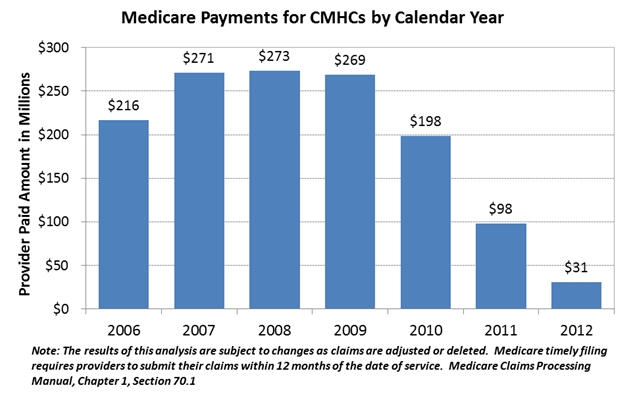 Medicare Payments for CMHCs by Calendar Year
Provider Paid Amount in Millions
$300
$250
$200
$150
$100
$50
$0
$216
$271
$273
$269
$198
$98
$31
2006 2007 2008 2009 2010 2011 2012
Note: The results of this analysis are subject to changes as claims are adjusted or deleted. Medicare timely filing
requires providers to submit their claims within 12 months of the date of service. Medicare Claims Processing
Manual, Chapter 1, Section 70.1